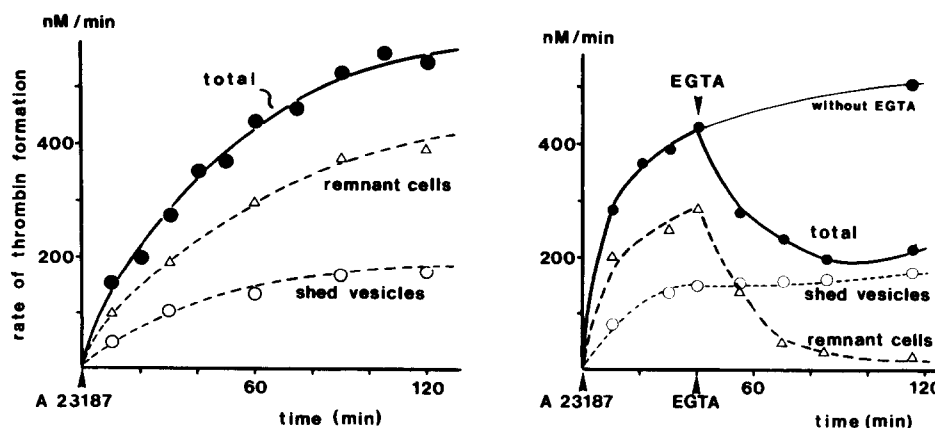 nM/min
total
400
200
rate of thrombin formation
remnant cells
shed vesicles
60
120
A 23187
time (min)
nM/min
EGTA
without EGTA
400
200
total
shed vesicles
remnant cells
60
120
A 23187
EGTA
time (min)